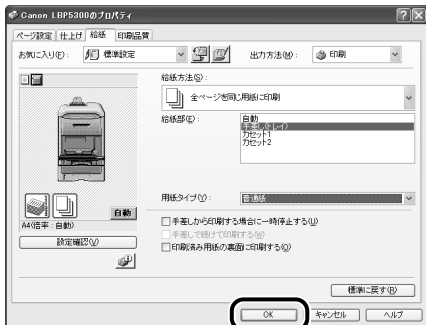 Canon LBP5300のプロパティ
ページ設定 仕上げ 給紙 印刷品質
お気に入り(F): 標準設定 出力方法(M): 印刷
給紙方法(S):
全ページを同じ用紙に印刷
給紙部(E):
自動
手差し(トレイ)
カセット1
カセット2
自動
A4(倍率:自動)
設定確認(V)
用紙タイプ(Y): 普通紙
手差しから印刷する場合に一時停止する(U)
手差しで続けて印刷する(W)
印刷済み用紙の裏面に印刷する(Q)
標準に戻す(R)
OK キャンセル ヘルプ